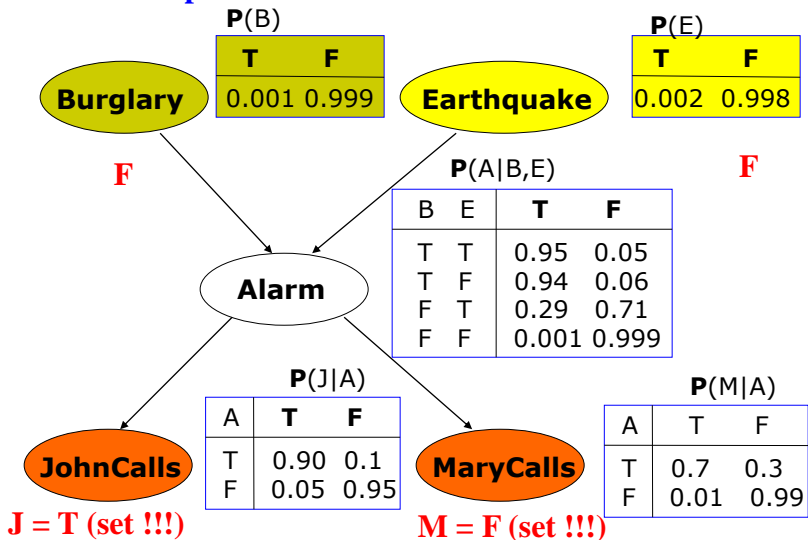 P(B)
P(E)
T F
T F
Burglary
0.001 0.999
Earthquake
0.002 0.998
F
P(A|B,E)
F
B E T F
T T 0.95 0.05
T F 0.94 0.06
F T 0.29 0.71
F F 0.001 0.999
Alarm
P(J|A)
P(M|A)
A T F
T 0.90 0.1
F 0.05 0.95
A T F
T 0.7 0.3
F 0.01 0.99
JohnCalls
MaryCalls
J = T (set !!!)
M = F (set !!!)